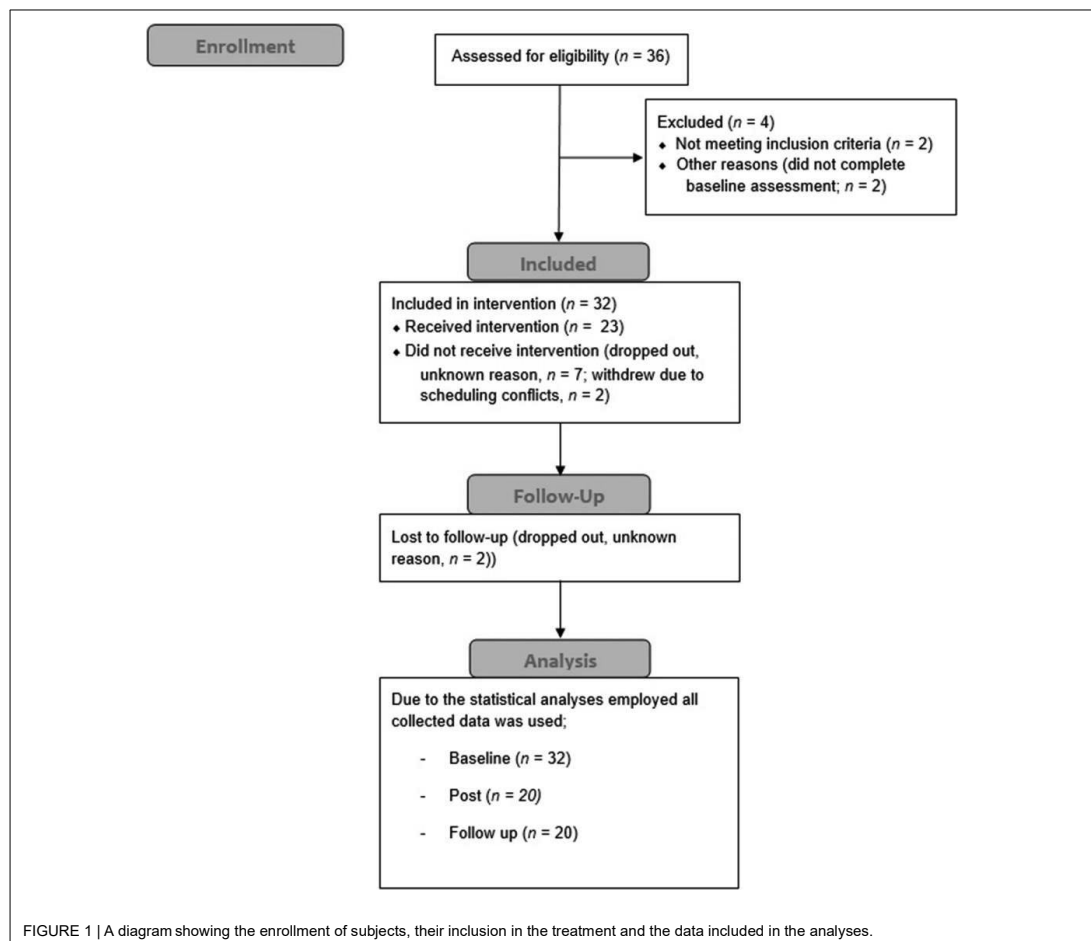 Enrollment
Assessed for eligibility (n = 36)
Excluded (n = 4)
⬥ Not meeting inclusion criteria (n = 2)
⬥ Other reasons (did not complete
baseline assessment; n = 2)
Included
Included in intervention (n = 32)
⬥ Received intervention (n = 23)
⬥ Did not receive intervention (dropped out,
unknown reason, n = 7; withdrew due to
scheduling conflicts, n = 2)
Follow-Up
Lost to follow-up (dropped out, unknown
reason, n = 2))
Analysis
Due to the statistical analyses employed all
collected data was used;
- Baseline (n = 32)
- Post (n = 20)
- Follow up (n = 20)
FIGURE 1 | A diagram showing the enrollment of subjects, their inclusion in the treatment and the data included in the analyses.